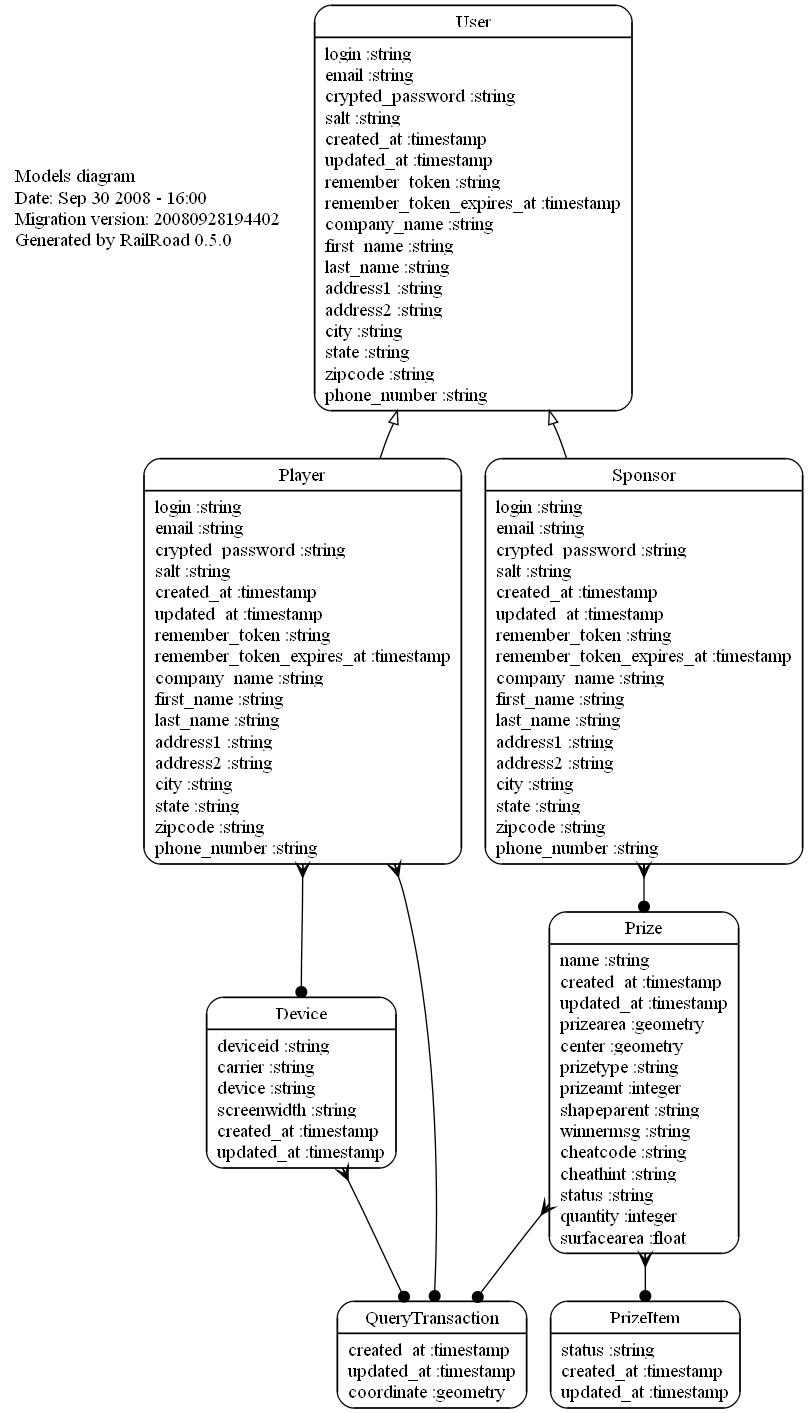 Models diagram
Date: Sep 30 2008 - 16:00
Migration version: 20080928194402
Generated by RailRoad 0.5.0
User
login :string
email :string
crypted_password :string
salt :string
created_at :timestamp
updated_at :timestamp
remember_token :string
remember_token_expires_at :timestamp
company_name :string
first_name :string
last_name :string
address1 :string
address2 :string
city :string
state :string
zipcode :string
phone_number :string
Player
login :string
email :string
crypted_password :string
salt :string
created_at :timestamp
updated_at :timestamp
remember_token :string
remember_token_expires_at :timestamp
company_name :string
first_name :string
last_name :string
address1 :string
address2 :string
city :string
state :string
zipcode :string
phone_number :string
Sponsor
login :string
email :string
crypted_password :string
salt :string
created_at :timestamp
updated_at :timestamp
remember_token :string
remember_token_expires_at :timestamp
company_name :string
first_name :string
last_name :string
address1 :string
address2 :string
city :string
state :string
zipcode :string
phone_number :string
Device
deviceid :string
carrier :string
device :string
screenwidth :string
created_at :timestamp
updated_at :timestamp
Prize
name :string
created_at :timestamp
updated_at :timestamp
prizearea :geometry
center :geometry
prizetype :string
prizeamt :integer
shapeparent :string
winnermsg :string
cheatcode :string
cheathint :string
status :string
quantity :integer
surfacearea :float
QueryTransaction
created_at :timestamp
updated_at :timestamp
coordinate :geometry
PrizeItem
status :string
created_at :timestamp
updated_at :timestamp